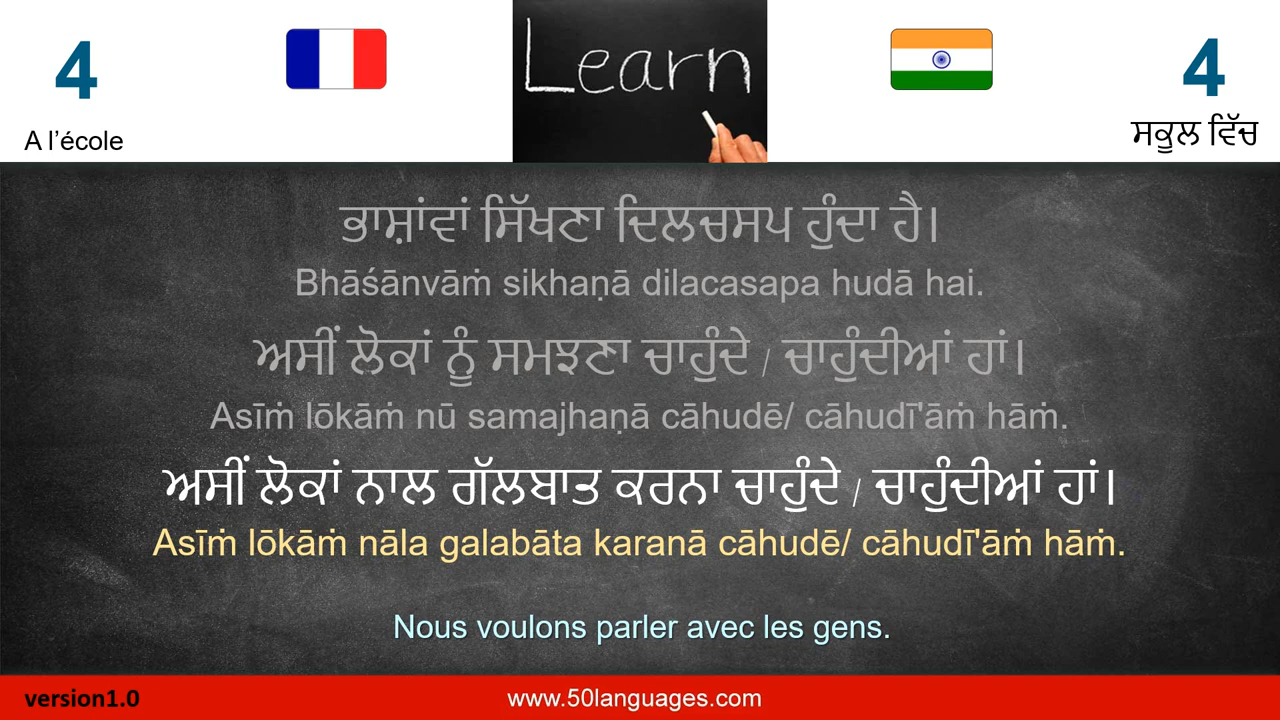 4
A l’école
Learn
4
ਸਕੂਲ ਵਿੱਚ
ਭਾਸ਼ਾਂਵਾਂ ਸਿੱਖਣਾ ਦਿਲਚਸਪ ਹੁੰਦਾ ਹੈ।
Bhāśānvāṁ sikhaṇā dilacasapa hudā hai.
ਅਸੀਂ ਲੋਕਾਂ ਨੂੰ ਸਮਝਣਾ ਚਾਹੁੰਦੇ / ਚਾਹੁੰਦੀਆਂ ਹਾਂ।
Asīṁ lōkāṁ nū samajhaṇā cāhudē/ cāhudī'āṁ hāṁ.
ਅਸੀਂ ਲੋਕਾਂ ਨਾਲ ਗੱਲਬਾਤ ਕਰਨਾ ਚਾਹੁੰਦੇ / ਚਾਹੁੰਦੀਆਂ ਹਾਂ।
Asīṁ lōkāṁ nāla galabāta karanā cāhudē/ cāhudī'āṁ hāṁ.
Nous voulons parler avec les gens.
version1.0
www.50languages.com